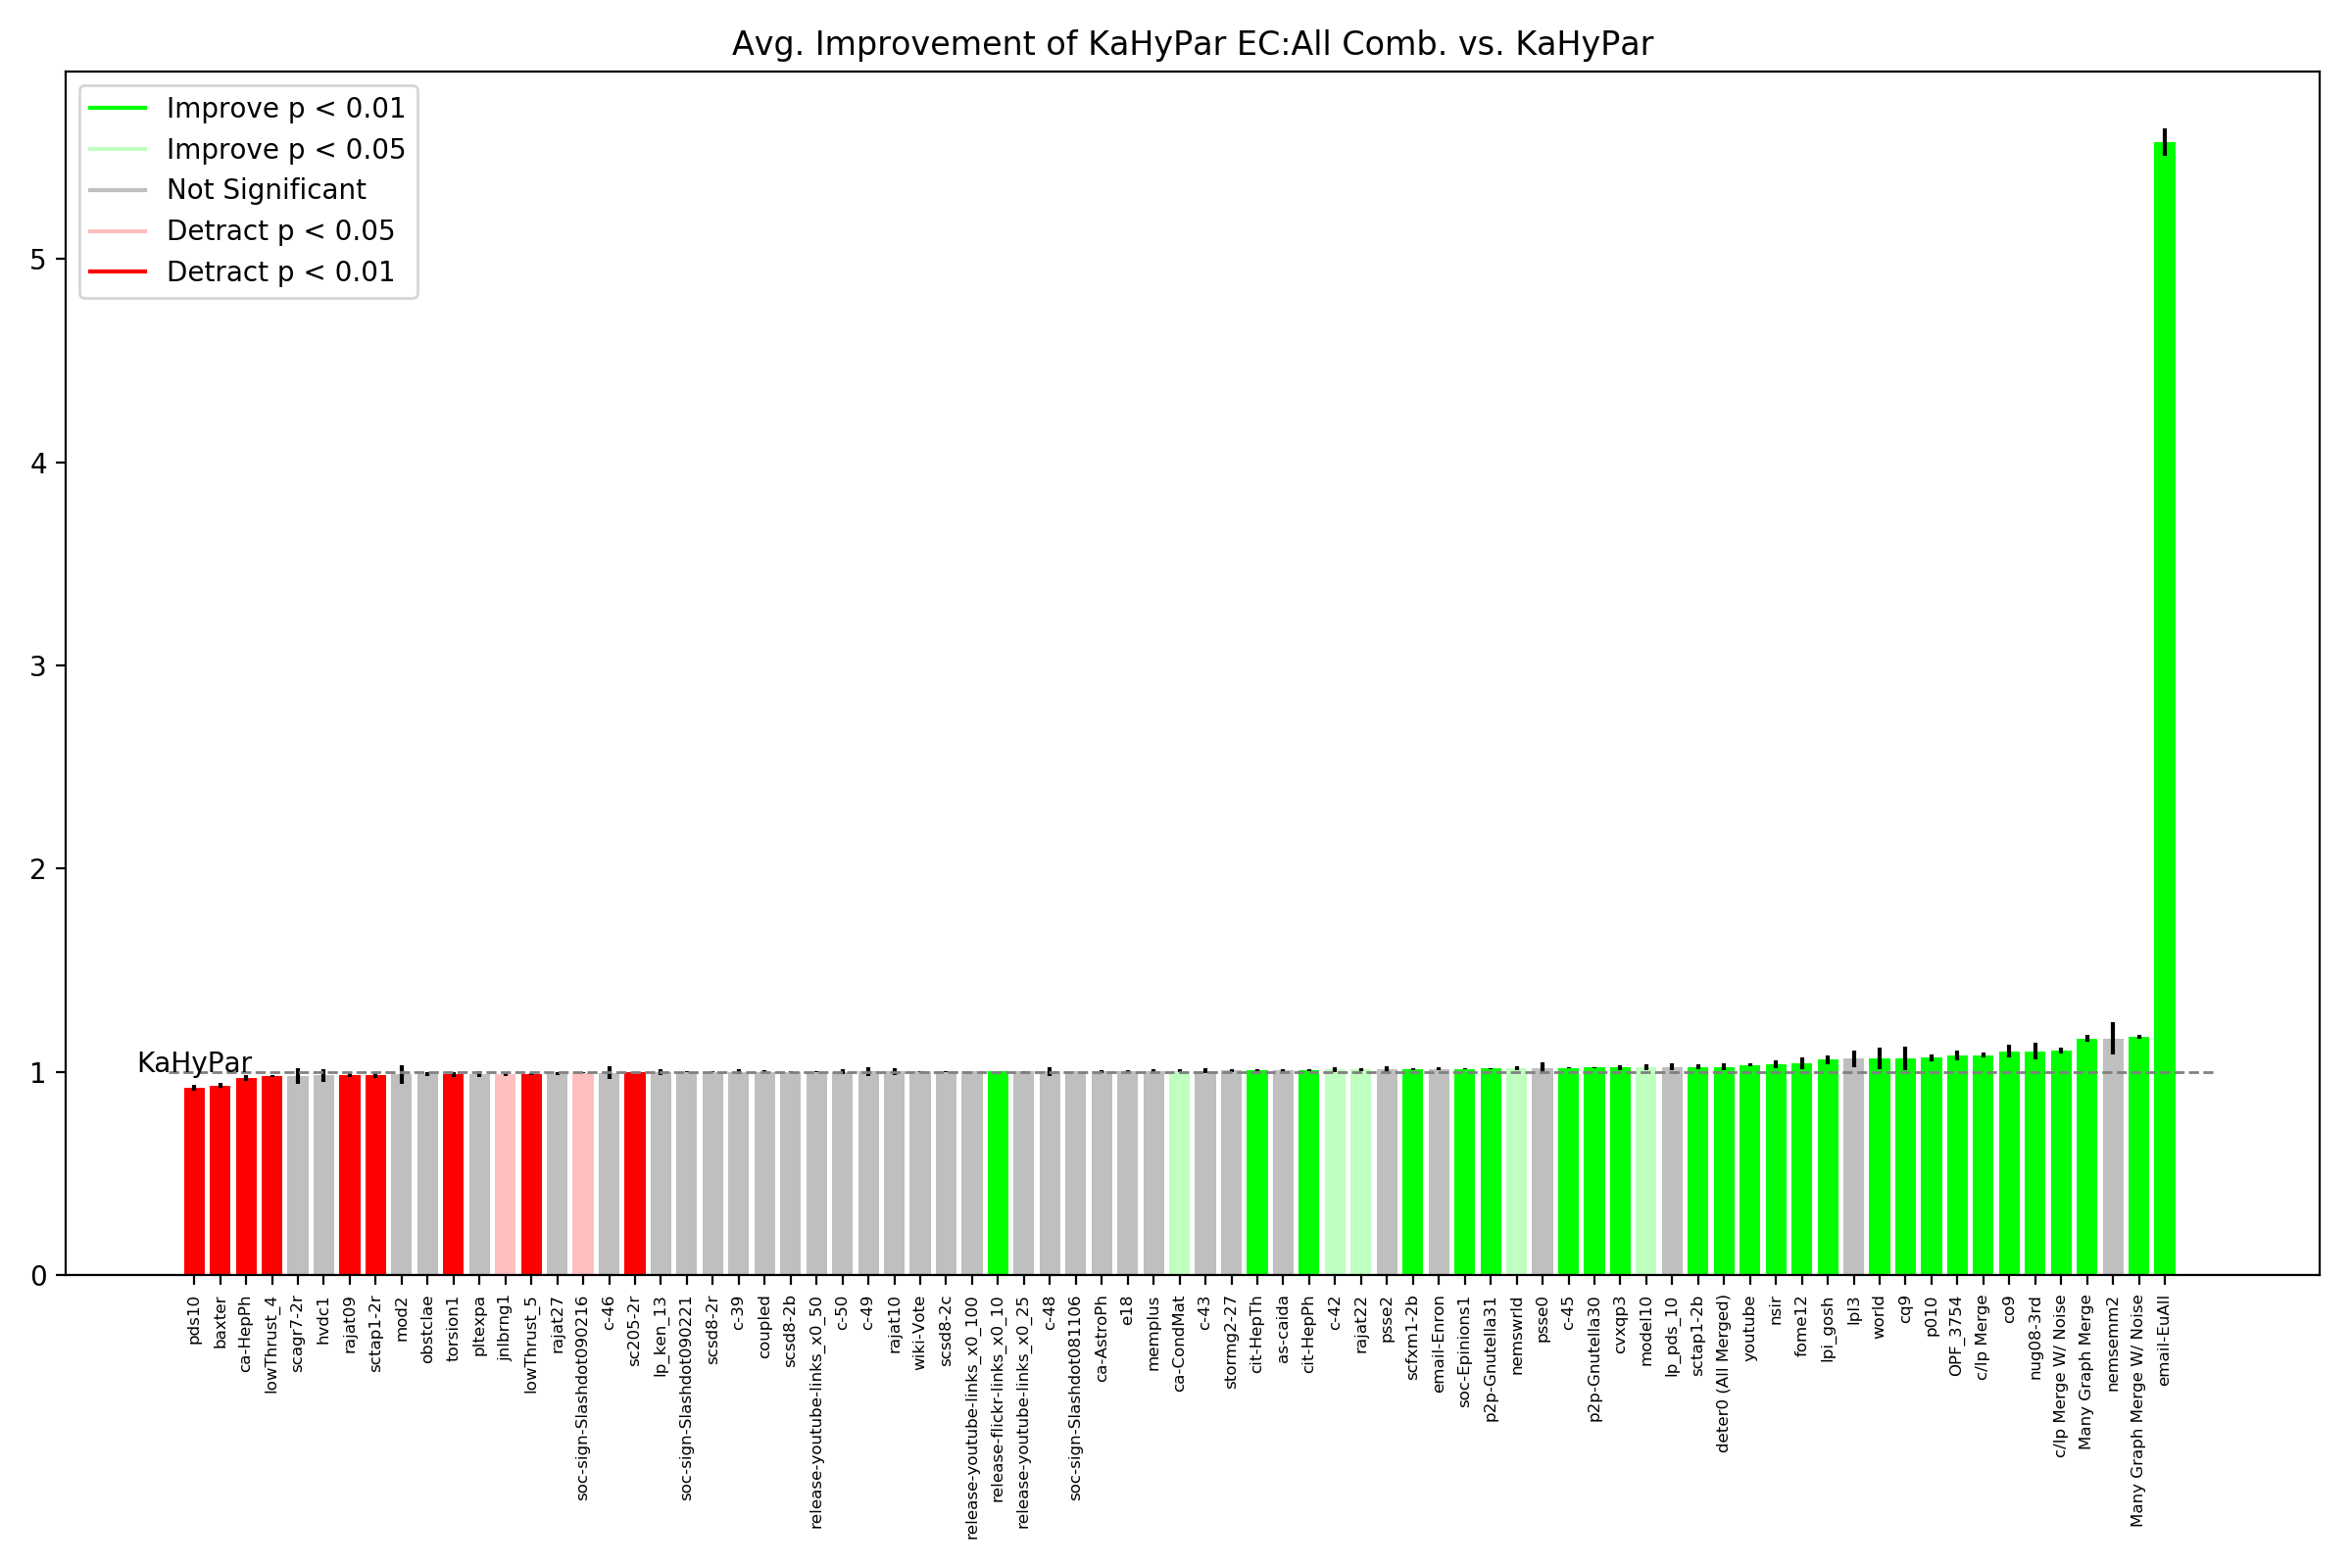 Avg. Improvement of KaHyPar EC:All Comb. vs. KaHyPar
Improve p < 0.01
Improve p < 0.05
Not Significant
Detract p < 0.05
Detract p < 0.01
5
4
3
2
1
0
KaHyPar
pds10
baxter
ca-HepPh
lowThrust_4
scagr7-2r
hvdc1
rajat09
sctap1-2r
mod2
obstclae
torsion1
pltexpa
jnlbrng1
lowThrust_5
rajat27
soc-sign-Slashdot090216
c-46
sc205-2r
lp_ken_13
soc-sign-Slashdot090221
scsd8-2r
c-39
coupled
scsd8-2b
release-youtube-links_x0_50
c-50
c-49
rajat10
wiki-Vote
scsd8-2c
release-youtube-links_x0_100
release-flickr-links_x0_10
release-youtube-links_x0_25
c-48
soc-sign-Slashdot081106
ca-AstroPh
e18
memplus
ca-CondMat
c-43
stormg2-27
cit-HepTh
as-caida
cit-HepPh
c-42
rajat22
psse2
scfxm1-2b
email-Enron
soc-Epinions1
p2p-Gnutella31
nemswrld
psse0
c-45
p2p-Gnutella30
cvxqp3
model10
lp_pds_10
sctap1-2b
deter0 (All Merged)
youtube
nsir
fome12
lpi_gosh
lpl3
world
cq9
p010
OPF_3754
c/lp Merge
co9
nug08-3rd
c/lp Merge W/ Noise
Many Graph Merge
nemsemm2
Many Graph Merge W/ Noise
email-EuAll